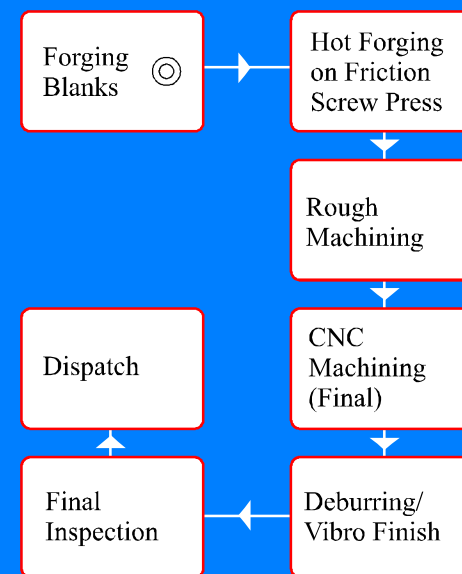 Forging
Blanks
Hot Forging
on Friction
Screw Press
Rough
Machining
CNC
Machining
(Final)
Deburring/
Vibro Finish
Final
Inspection
Dispatch